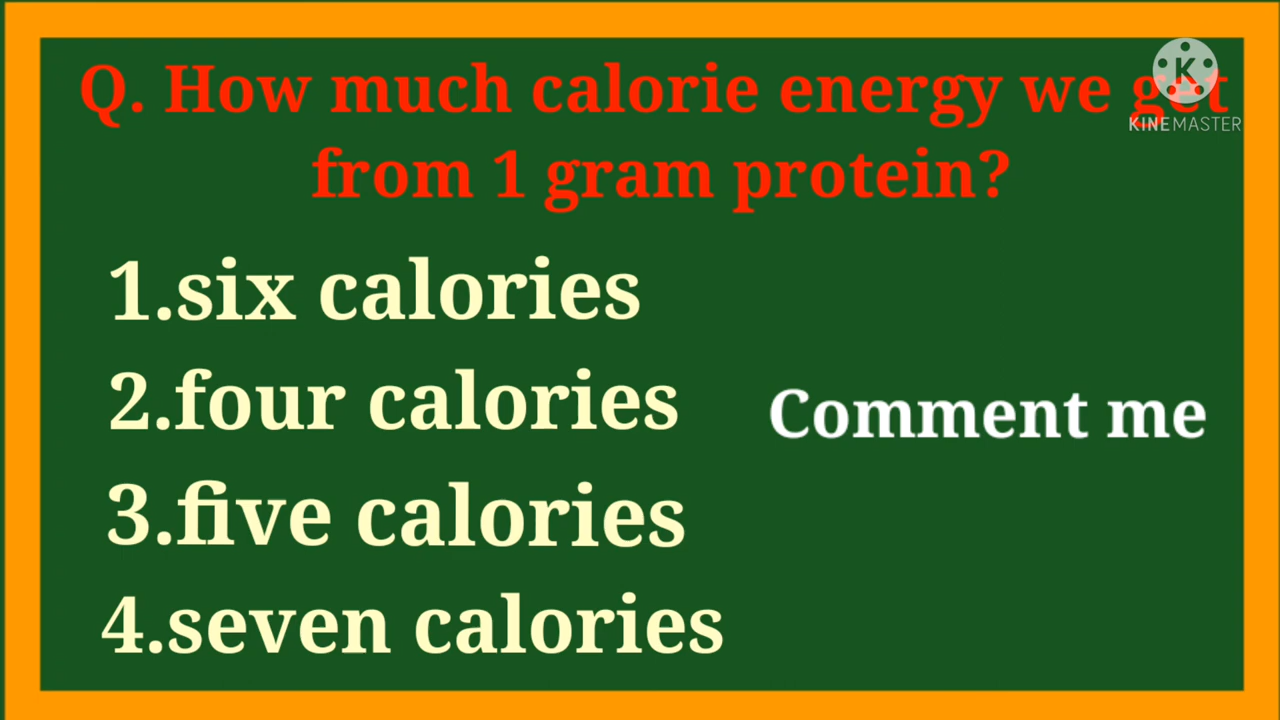 Q. How much calorie energy we get
from 1 gram protein?
K
KINEMASTER
1.six calories
2.four calories
Comment me
3.five calories
4.seven calories